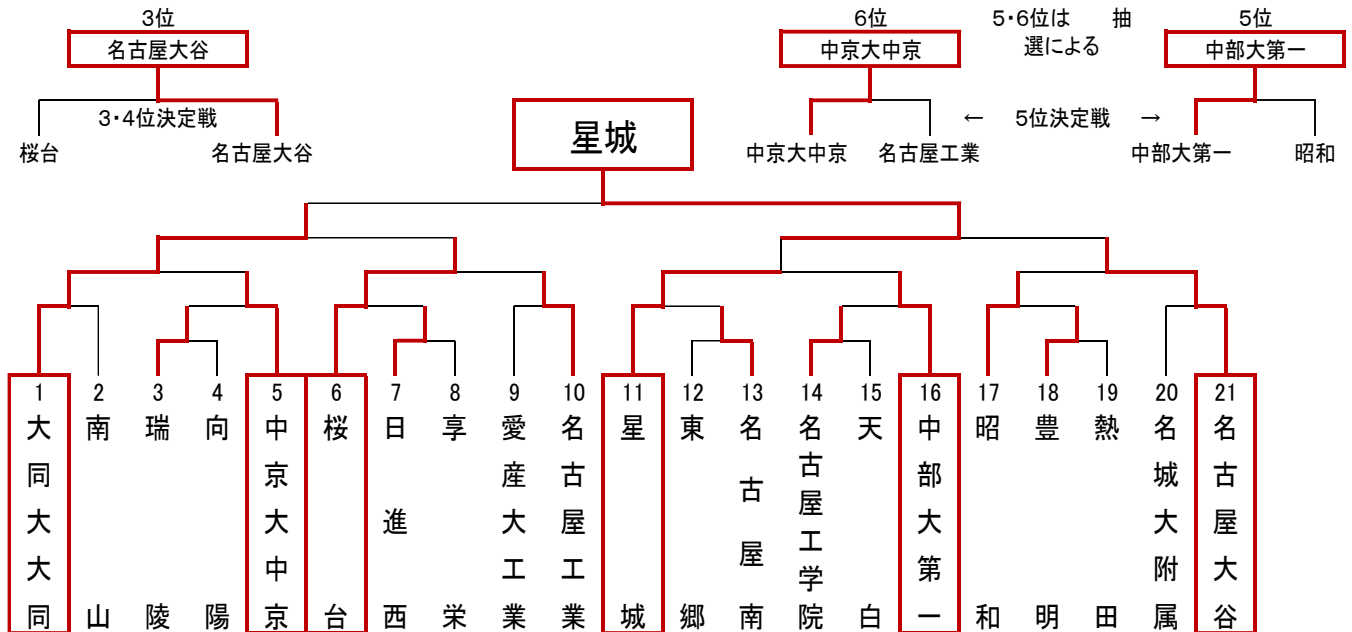 3位
6位
5・6位は 抽
選による
5位
名古屋大谷
中京大中京
中部大第一
3・4位決定戦
星城
← 5位決定戦 →
桜台
名古屋大谷
中京大中京
名古屋工業
中部大第一
昭和
1 大同大大同
2 南山
3 瑞陵
4 向陽
5 中京大中京
6 桜台
7 日進西
8 享栄
9 愛産大工業
10 名古屋工業
11 星城
12 東郷
13 名古屋南
14 名古屋工学院
15 天白
16 中部大第一
17 昭和
18 豊明
19 熱田
20 名城大附属
21 名古屋大谷